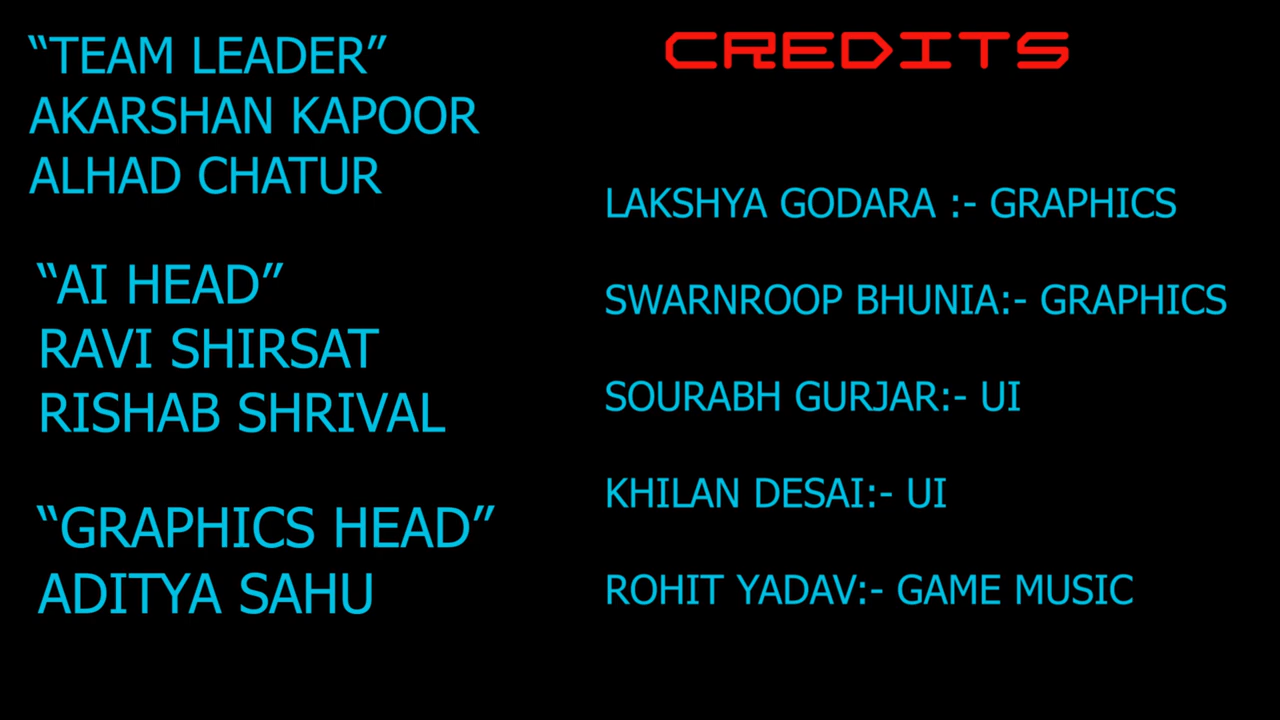 “TEAM LEADER”
AKARSHAN KAPOOR
ALHAD CHATUR
“AI HEAD”
RAVI SHIRSAT
RISHAB SHRIVAL
“GRAPHICS HEAD”
ADITYA SAHU
CREDITS
LAKSHYA GODARA :- GRAPHICS
SWARNROOP BHUNIA:- GRAPHICS
SOURABH GURJAR:- UI
KHILAN DESAI:- UI
ROHIT YADAV:- GAME MUSIC